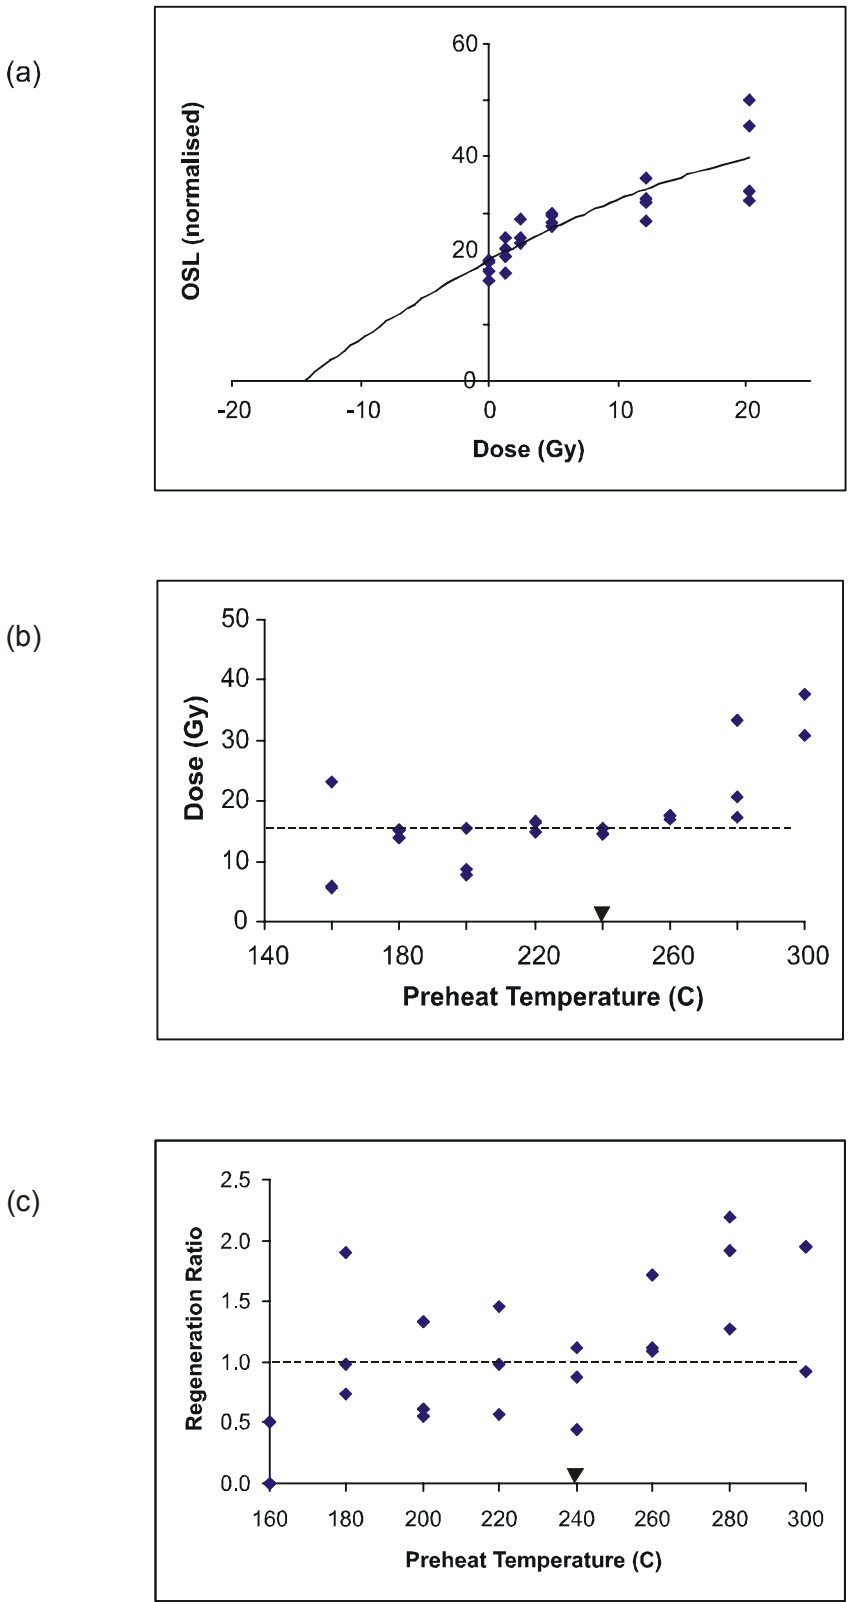 (a)
60
40
20
0
OSL (normalised)
-20 -10 0 10 20
Dose (Gy)
(b)
50
40
30
20
10
0
Dose (Gy)
140 180 220 260 300
Preheat Temperature (C)
(c)
2.5
2.0
1.5
1.0
0.5
0.0
Regeneration Ratio
160 180 200 220 240 260 280 300
Preheat Temperature (C)